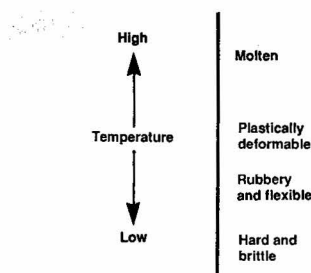 High
Molten
Temperature
Plastically
deformable
Rubbery
and flexible
Low
Hard and
brittle